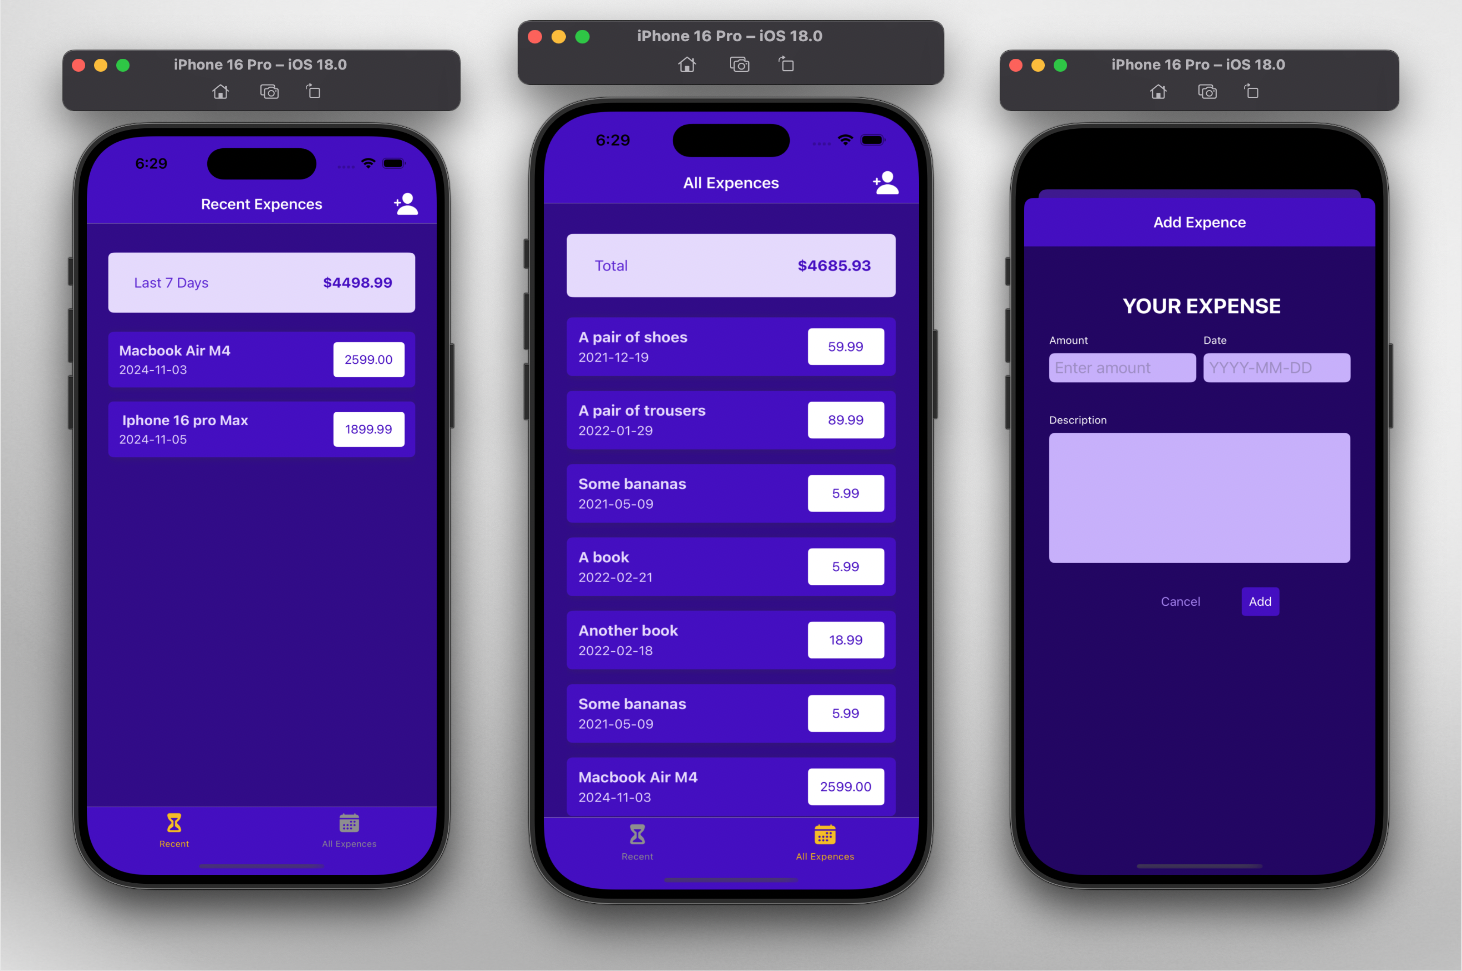 iPhone 16 Pro – iOS 18.0
6:29
Recent Expences
Last 7 Days
$4498.99
Macbook Air M4
2024-11-03
2599.00
Iphone 16 pro Max
2024-11-05
1899.99
Recent
All Expences
iPhone 16 Pro – iOS 18.0
6:29
All Expences
Total
$4685.93
A pair of shoes
2021-12-19
59.99
A pair of trousers
2022-01-29
89.99
Some bananas
2021-05-09
5.99
A book
2022-02-21
5.99
Another book
2022-02-18
18.99
Some bananas
2021-05-09
5.99
Macbook Air M4
2024-11-03
2599.00
Recent
All Expences
iPhone 16 Pro – iOS 18.0
Add Expence
YOUR EXPENSE
Amount
Date
Enter amount
YYYY-MM-DD
Description
Cancel
Add